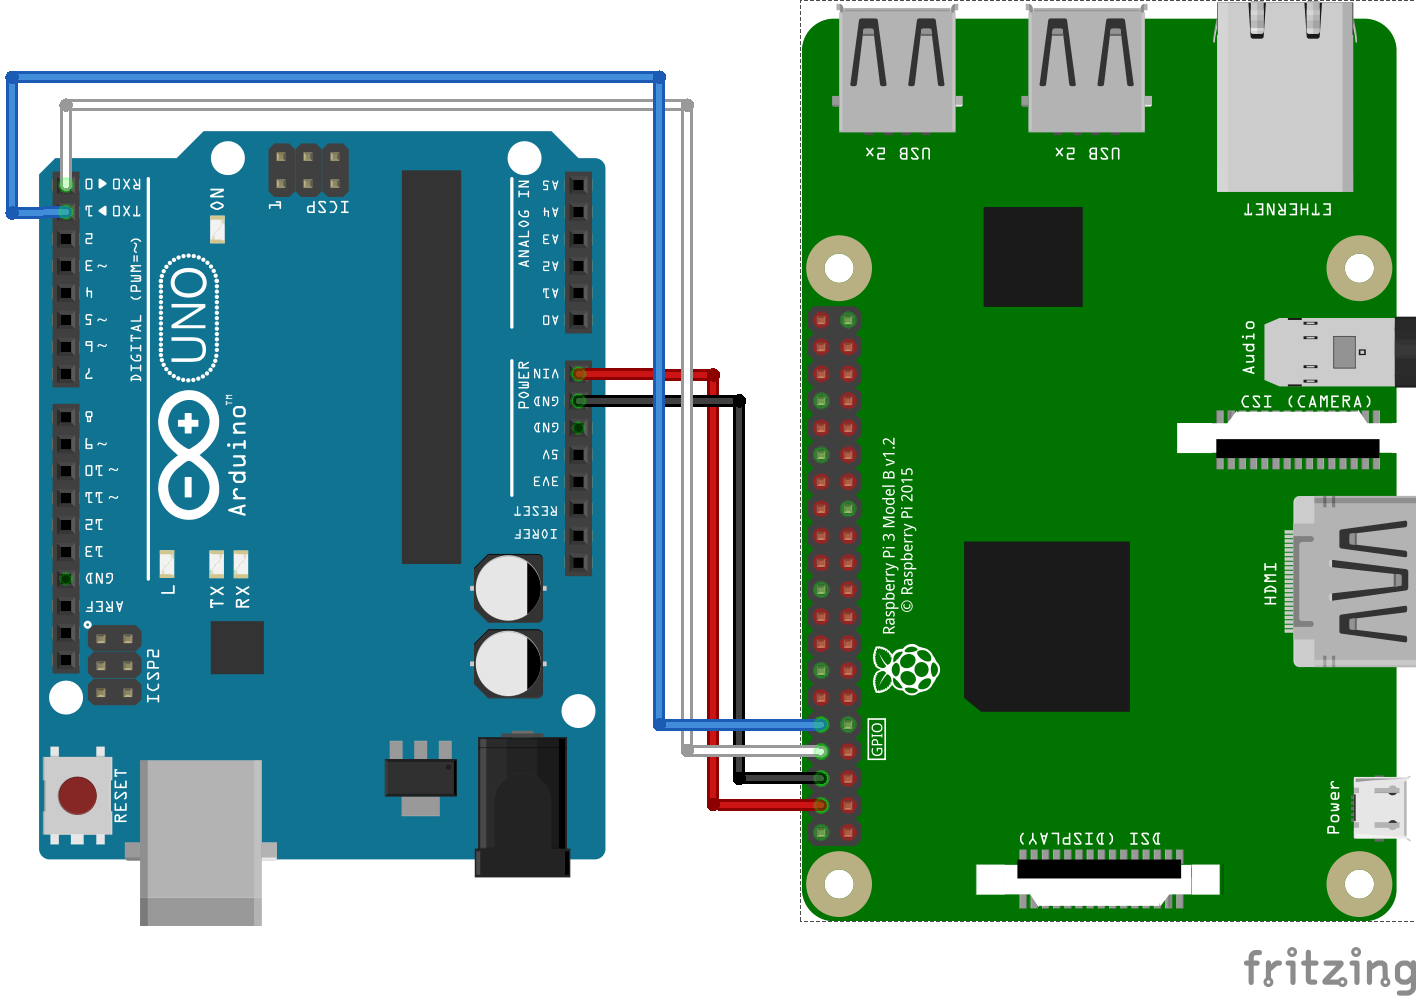 USB 2x
USB 2x
ETHERNET
RX0◀0
TX0▶1
2
~3
4
~5
~6
7
DIGITAL (PWM=~)
ON
UNO
1
ICSP
ANALOG IN
A5
A4
A3
A2
A1
A0
POWER
VIN
GND
GND
5V
3V3
RESET
IOREF
8
~9
~10
~11
12
13
GND
AREF
Arduino™
L
TX
RX
ICSP2
RESET
Audio
CSI (CAMERA)
Raspberry Pi 3 Model B v1.2
© Raspberry Pi 2015
HDMI
GPIO
Power
DSI (DISPLAY)
fritzing